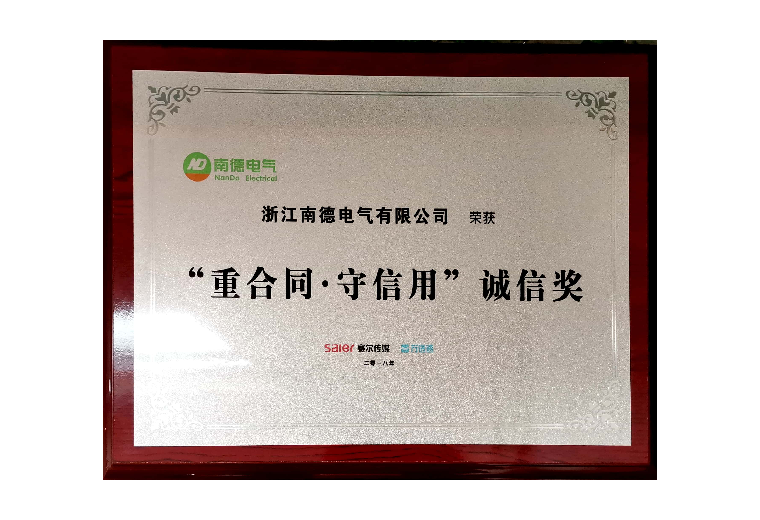 南德电气
NanDe Electrical
浙江南德电气有限公司 荣获
“重合同·守信用”诚信奖
saier 赛尔传媒
二零一八年